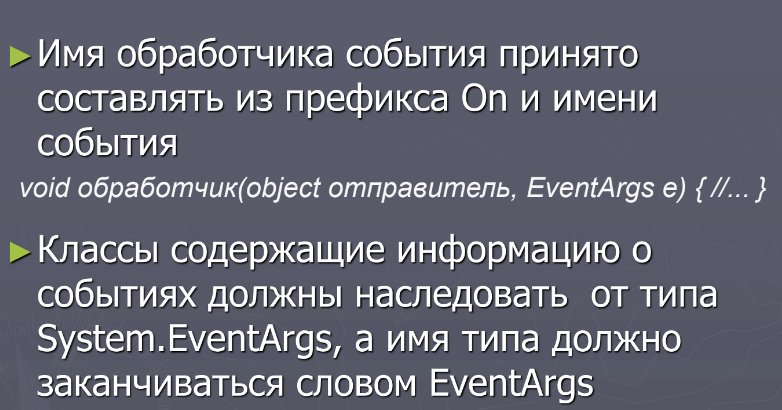 Имя обработчика события принято
составлять из префикса On и имени
события
void обработчик(object отправитель, EventArgs e) { //... }
Классы содержащие информацию о
событиях должны наследовать от типа
System.EventArgs, а имя типа должно
заканчиваться словом EventArgs